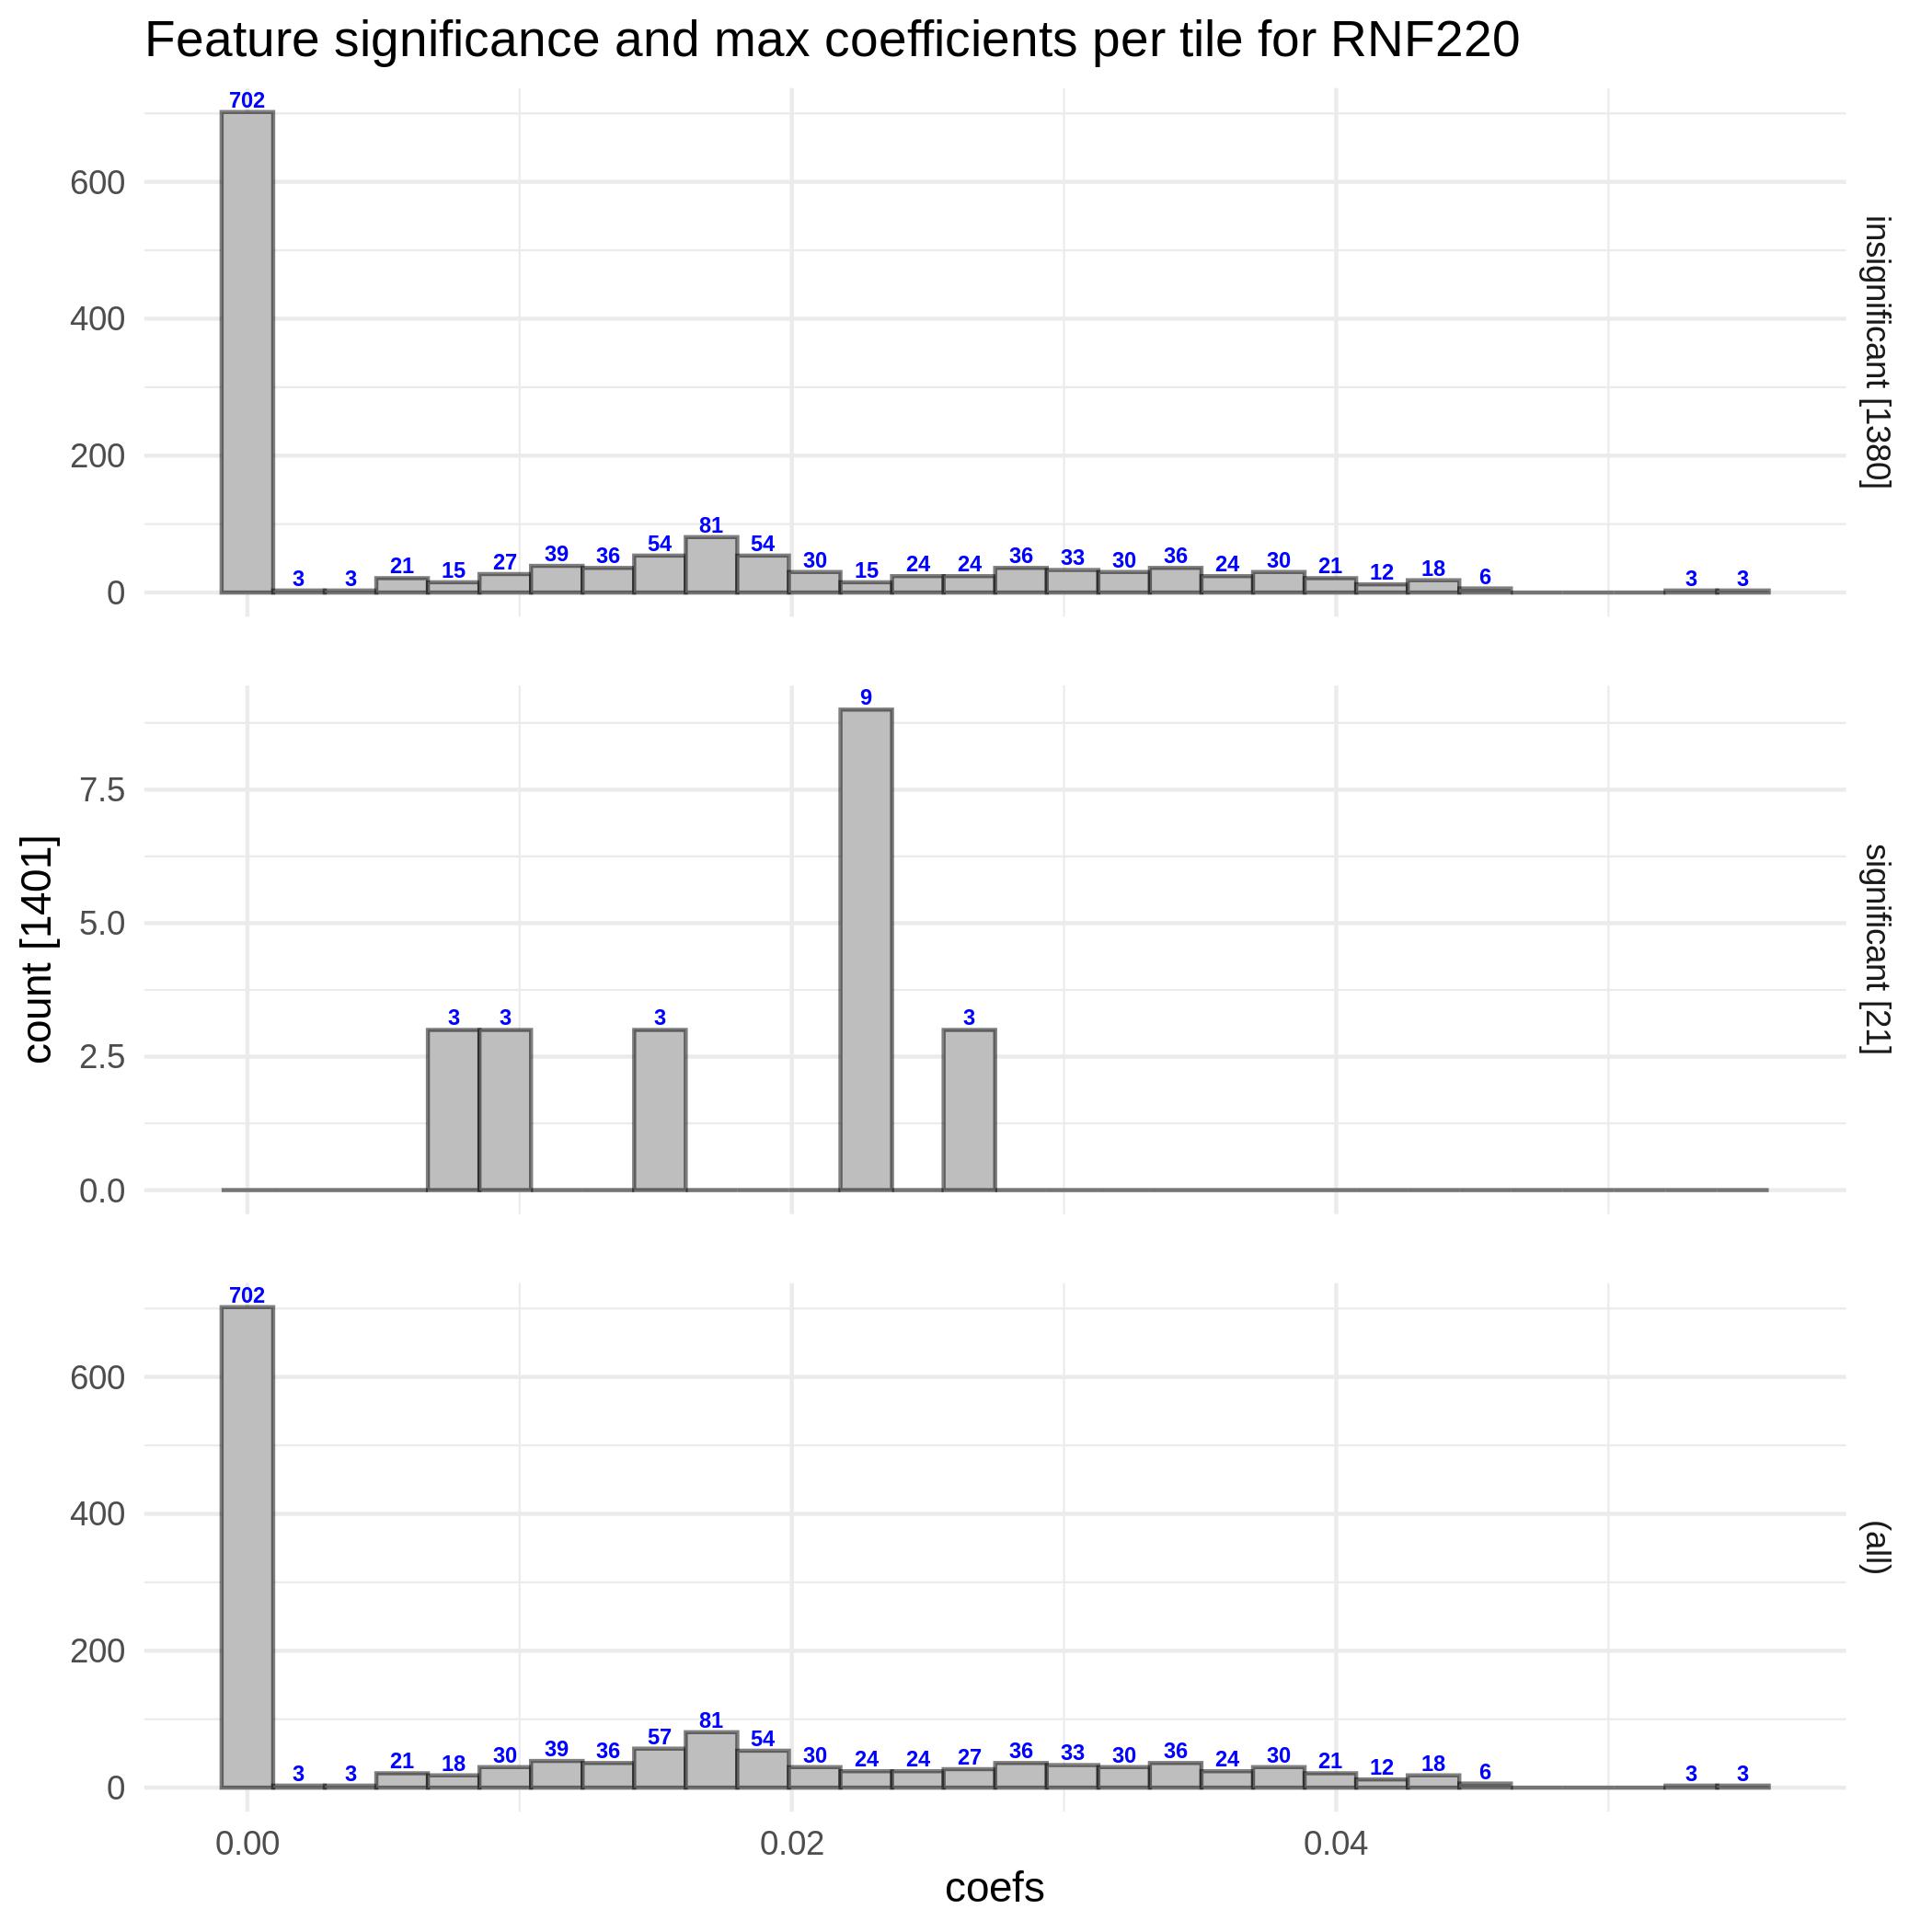 Feature significance and max coefficients per tile for RNF220
702 3 3 21 15 27 39 36 54 81 54 30 15 24 24 36 33 30 36 24 30 21 12 18 6 3 3
600
400
200
0
insignificant [1380]
9
3 3 3 3
7.5
5.0
2.5
0.0
significant [21]
count [1401]
702 3 3 21 18 30 39 36 57 81 54 30 24 24 27 36 33 30 36 24 30 21 12 18 6 3 3
600
400
200
0
(all)
0.00 0.02 0.04
coefs